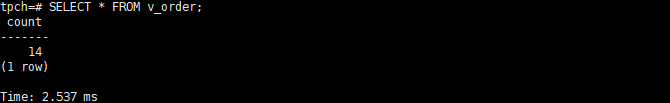 tpch=# SELECT * FROM v_order;
 count
-------
    14
(1 row)

Time: 2.537 ms